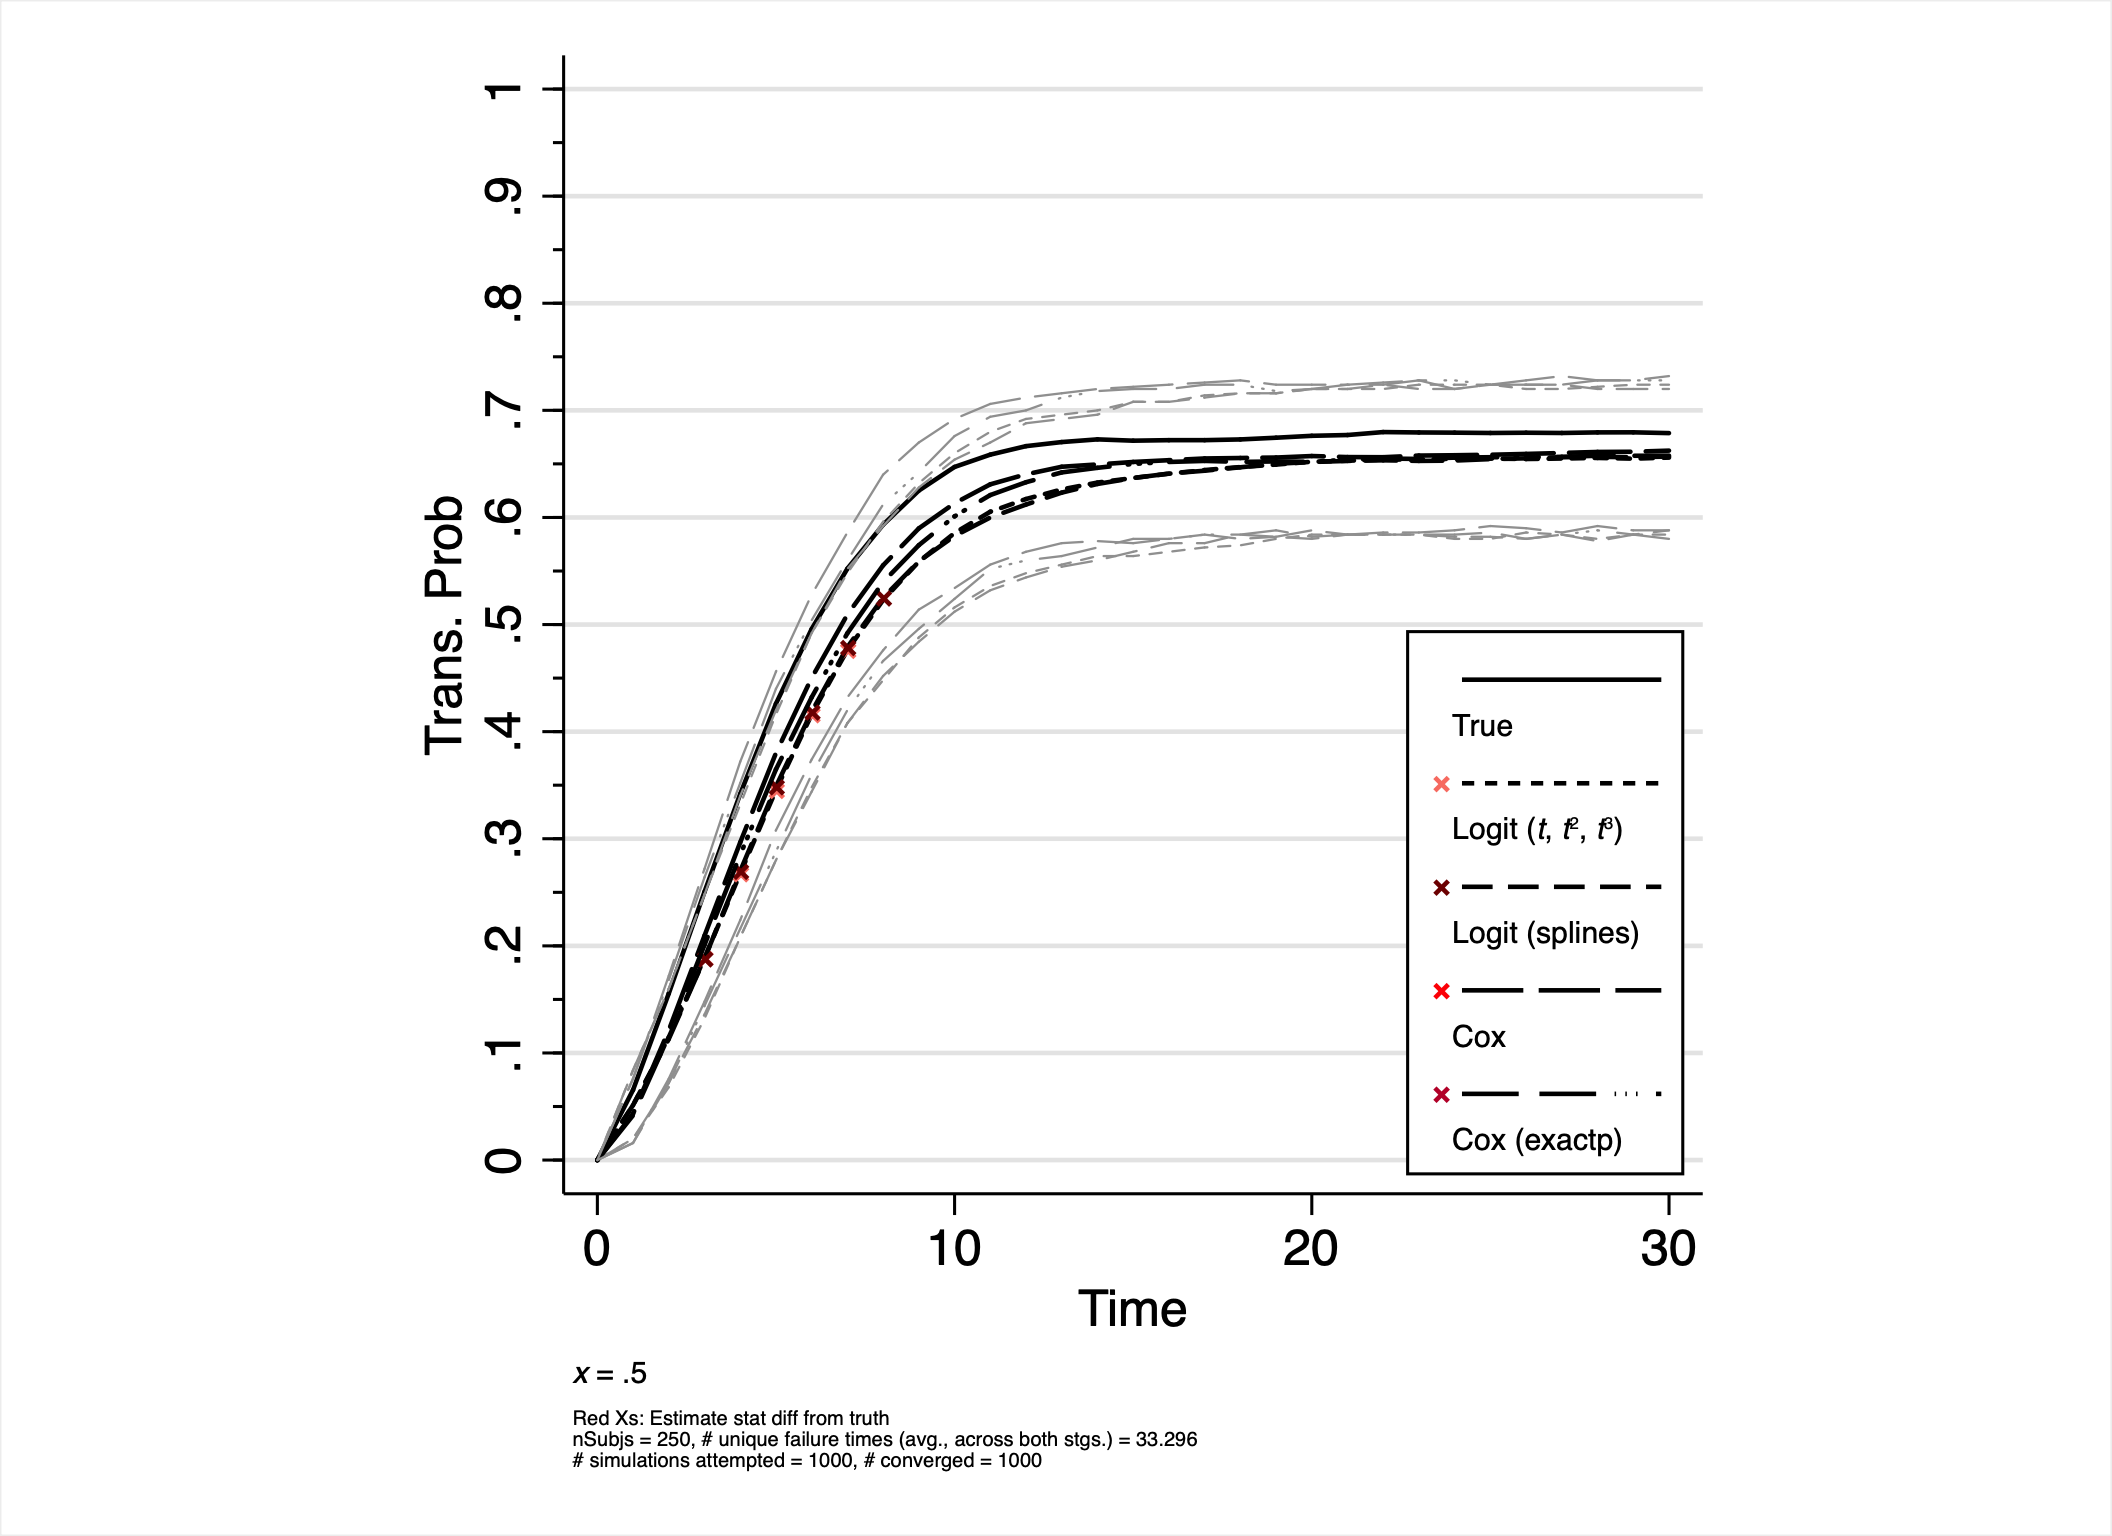 1
.9
.8
.7
.6
.5
.4
.3
.2
.1
0
Trans. Prob
True
Logit (t, t², t³)
Logit (splines)
Cox
Cox (exactp)
0 10 20 30
Time
x = .5
Red Xs: Estimate stat diff from truth
nSubjs = 250, # unique failure times (avg., across both stgs.) = 33.296
# simulations attempted = 1000, # converged = 1000